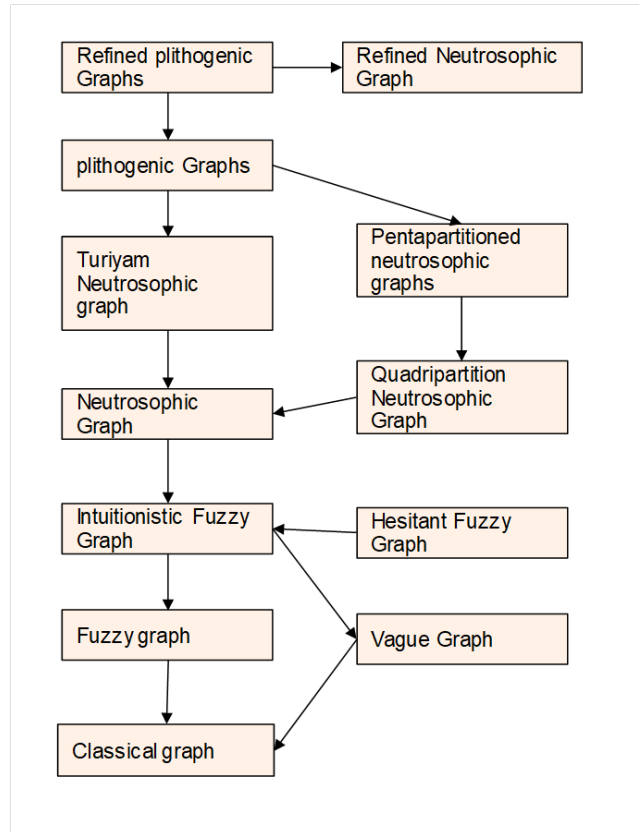 Refined plithogenic
Graphs
Refined Neutrosophic
Graph
plithogenic Graphs
Turiyam
Neutrosophic
graph
Pentapartitioned
neutrosophic
graphs
Neutrosophic
Graph
Quadripartition
Neutrosophic
Graph
Intuitionistic Fuzzy
Graph
Hesitant Fuzzy
Graph
Fuzzy graph
Vague Graph
Classical graph